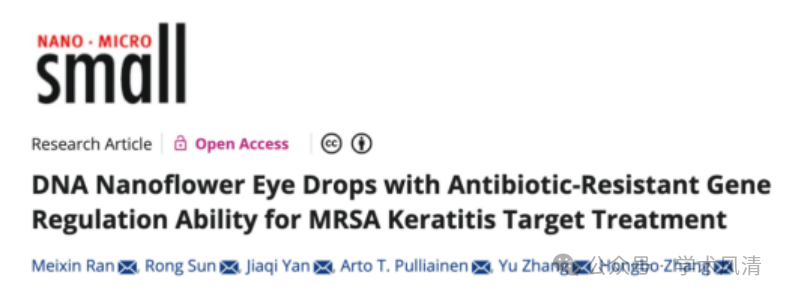 NANO · MICRO
small
Research Article Open Access
DNA Nanoflower Eye Drops with Antibiotic-Resistant Gene
Regulation Ability for MRSA Keratitis Target Treatment
Meixin Ran, Rong Sun, Jiaqi Yan, Arto T. Pulliainen, Yu Zhang, Hongbo Zhang
公众号 · 学术风清